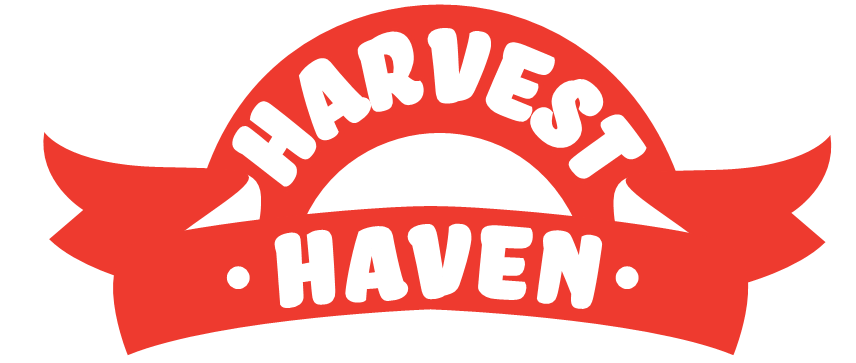 HARVEST
• HAVEN •